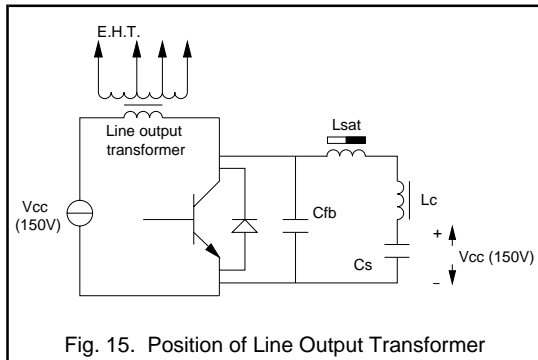 E.H.T.
Line output
transformer
Lsat
Vcc
(150V)
Cfb
Lc
Cs
+
Vcc (150V)
–
Fig. 15. Position of Line Output Transformer